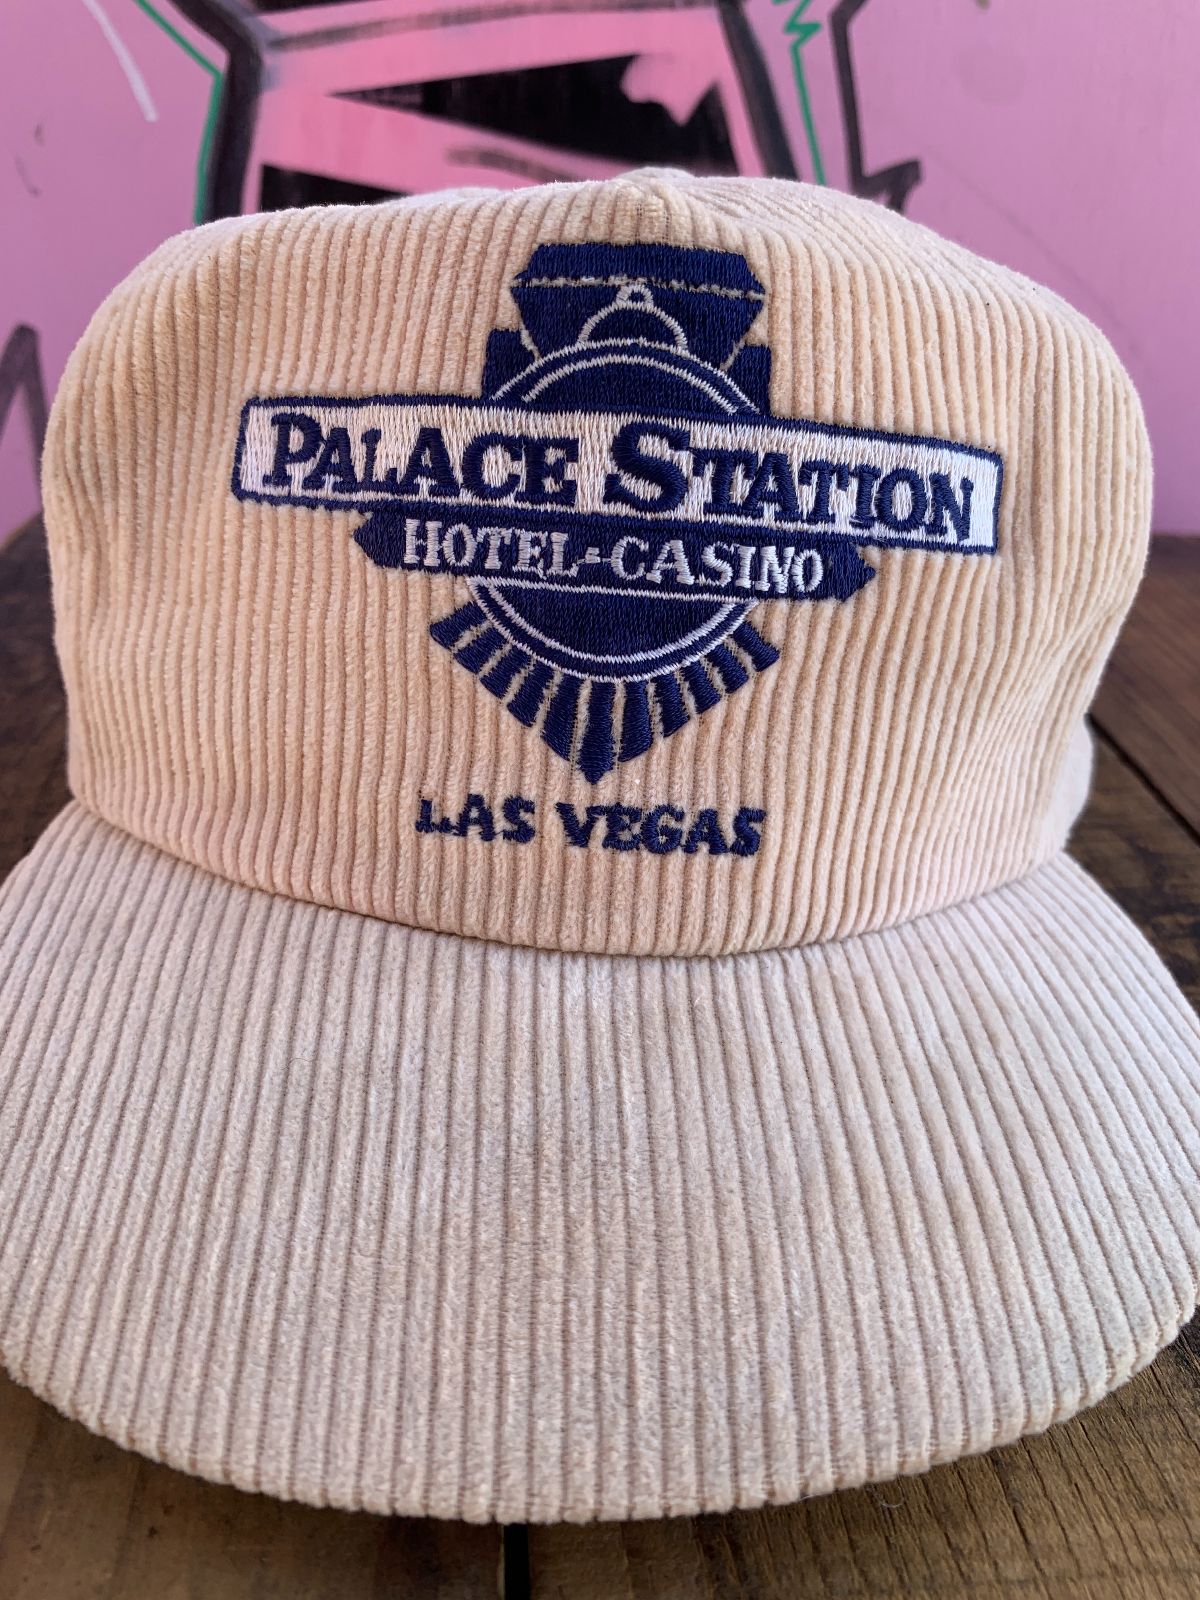 PALACE STATION
HOTEL-CASINO
LAS VEGAS